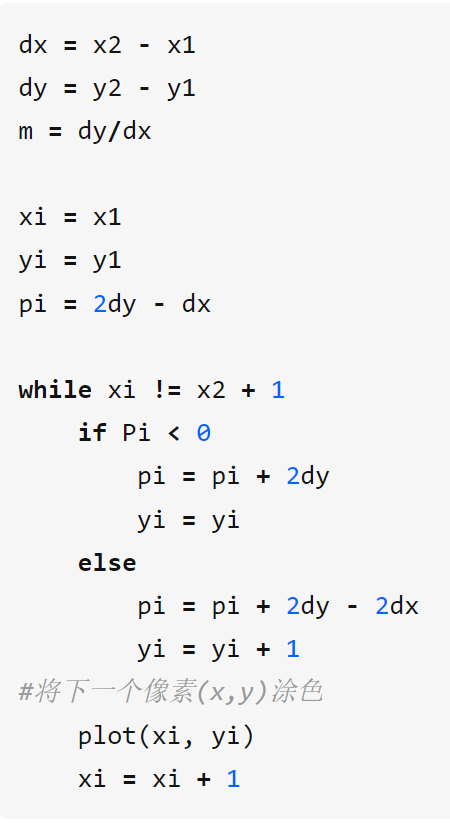 dx = x2 - x1
dy = y2 - y1
m = dy/dx

xi = x1
yi = y1
pi = 2dy - dx

while xi != x2 + 1
    if Pi < 0
        pi = pi + 2dy
        yi = yi
    else
        pi = pi + 2dy - 2dx
        yi = yi + 1
#将下一个像素(x,y)涂色
    plot(xi, yi)
    xi = xi + 1